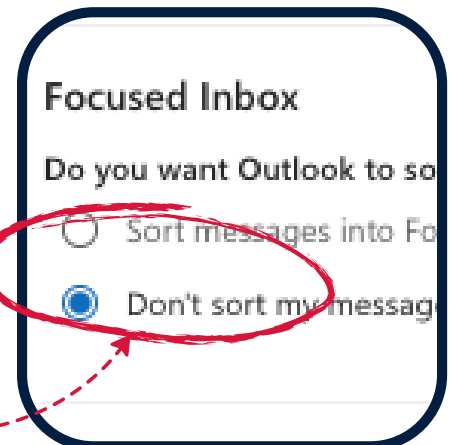 Focused Inbox
Do you want Outlook to so
Sort messages into Fo
Don't sort my messag